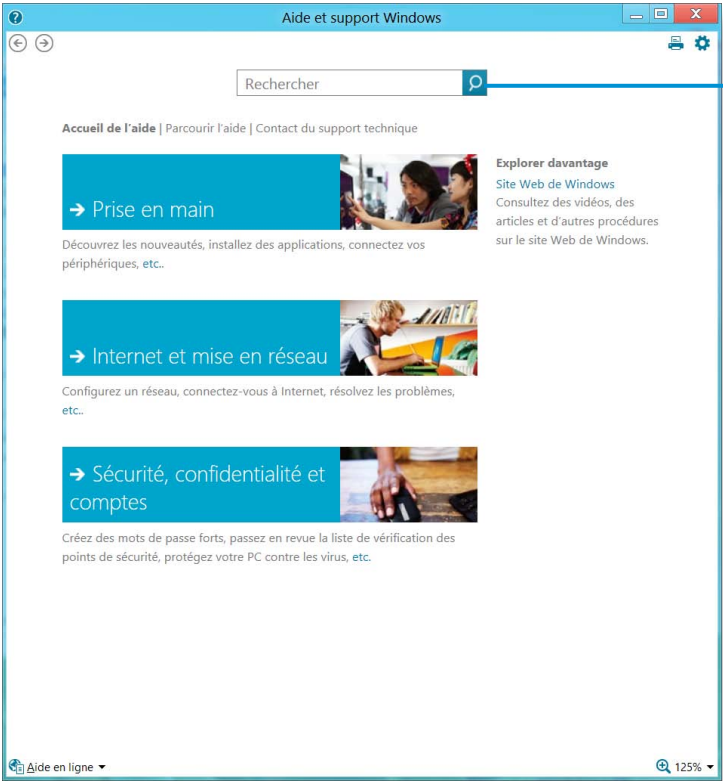 Aide et support Windows
Rechercher
Accueil de l'aide | Parcourir l'aide | Contact du support technique
Prise en main
Découvrez les nouveautés, installez des applications, connectez vos
périphériques, etc..
Explorer davantage
Site Web de Windows
Consultez des vidéos, des
articles et d'autres procédures
sur le site Web de Windows.
Internet et mise en réseau
Configurez un réseau, connectez-vous à Internet, résolvez les problèmes,
etc..
Sécurité, confidentialité et
comptes
Créez des mots de passe forts, passez en revue la liste de vérification des
points de sécurité, protégez votre PC contre les virus, etc.
Aide en ligne
125%